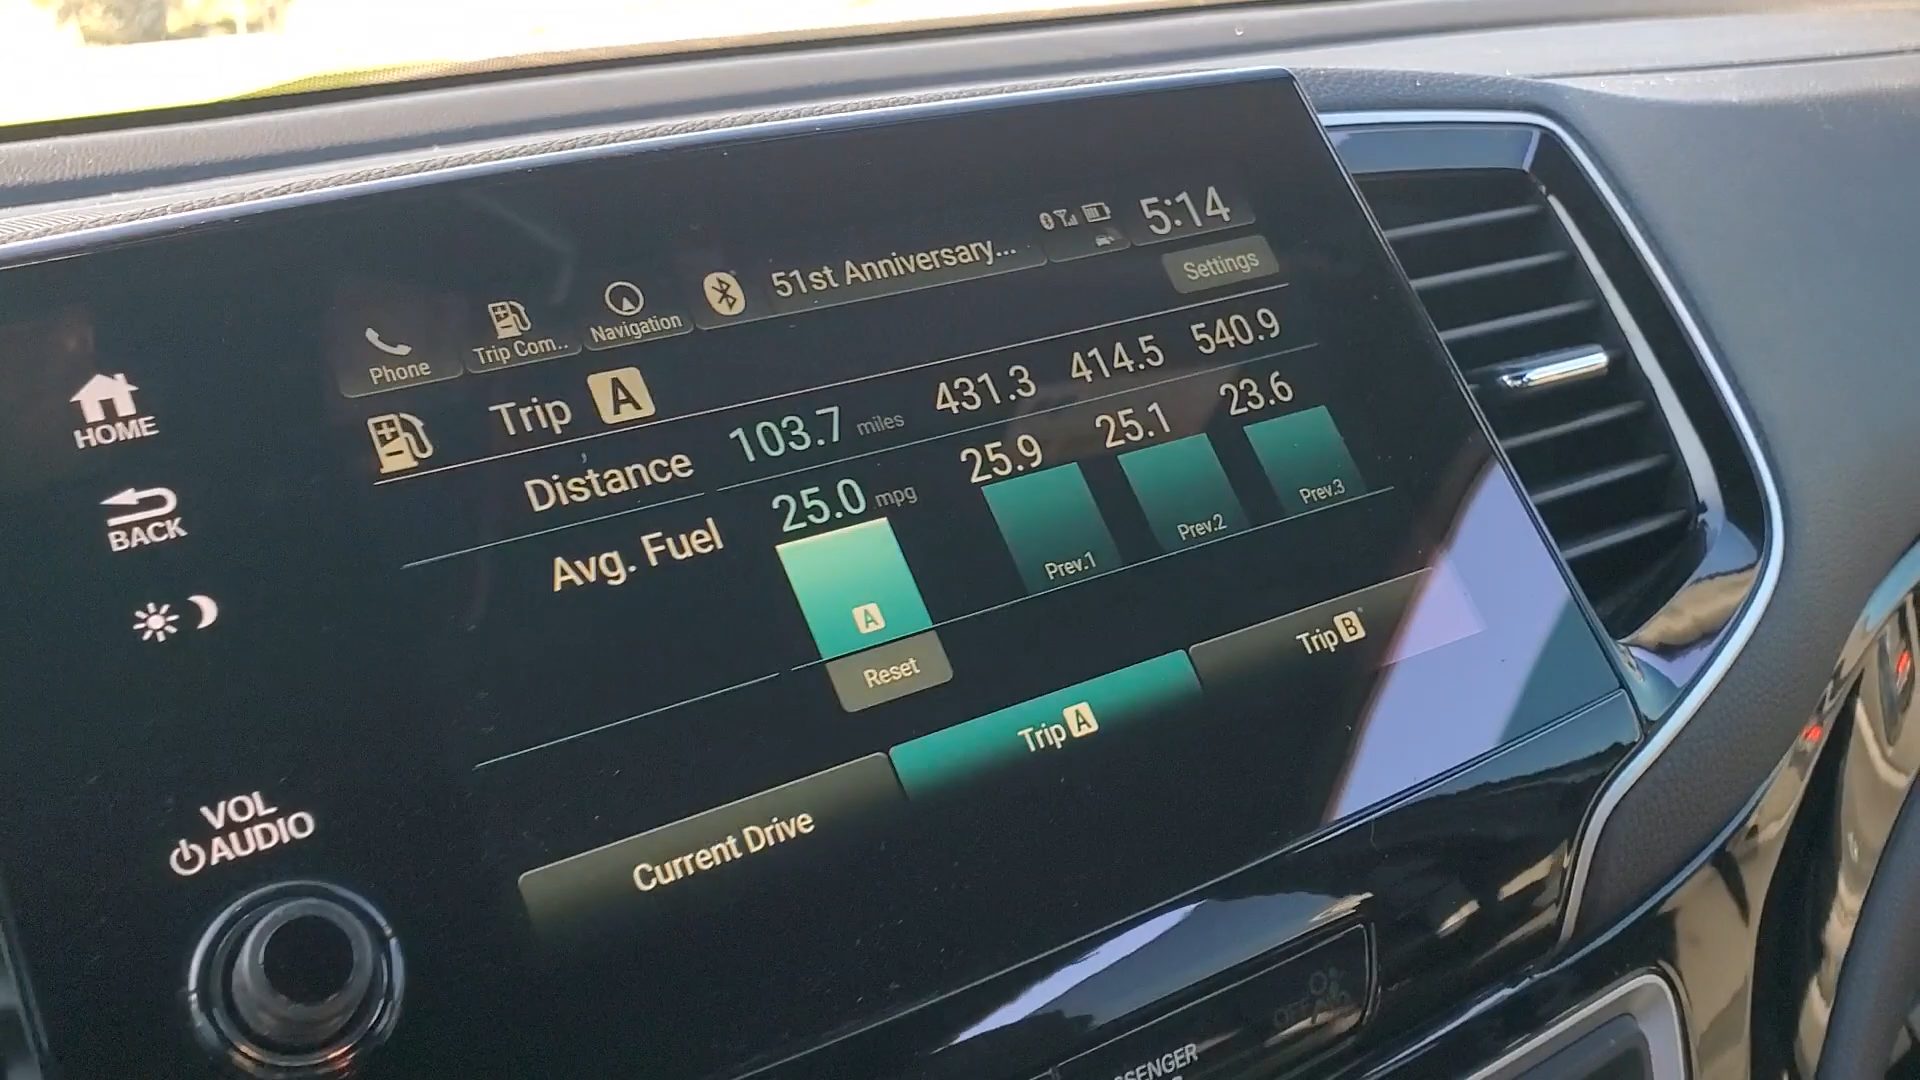 5:14
51st Anniversary...
Settings
Phone
Trip Com..
Navigation
HOME
BACK
Trip A
Distance 103.7 miles 431.3 414.5 540.9
Avg. Fuel 25.0 mpg 25.9 25.1 23.6
A Prev.1 Prev.2 Prev.3
Reset
Current Drive
Trip A
Trip B
VOL
AUDIO
OFF